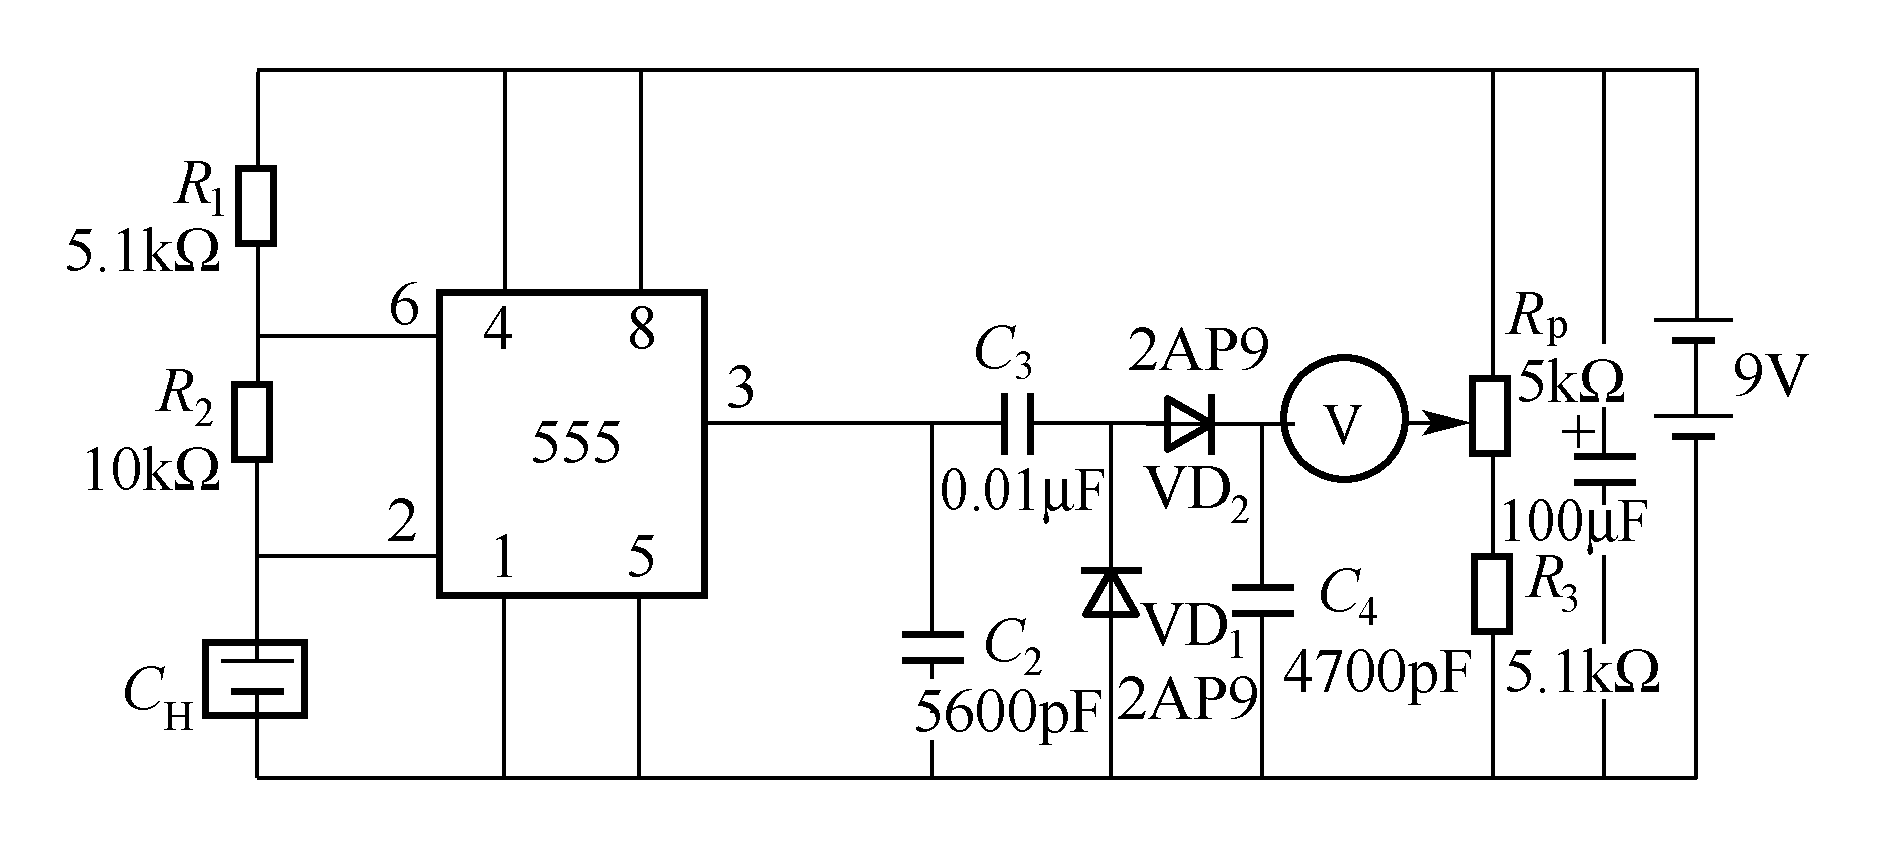 R1
5.1kΩ
6
4
8
R2
10kΩ
2
555
1
5
3
CH
C3
0.01μF
C2
5600pF
2AP9
VD2
VD1
2AP9
V
C4
4700pF
Rp
5kΩ
+
100μF
R3
5.1kΩ
9V